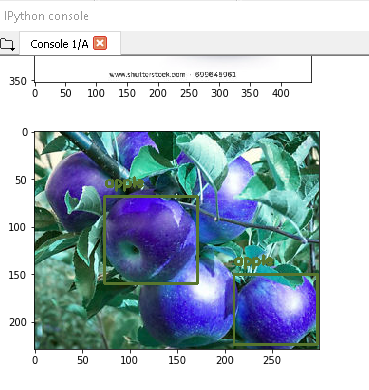 IPython console
Console 1/A
350
www.shutterstock.com · 699845961
0 50 100 150 200 250 300 350 400
0
apple
50
100
apple
150
200
0 50 100 150 200 250